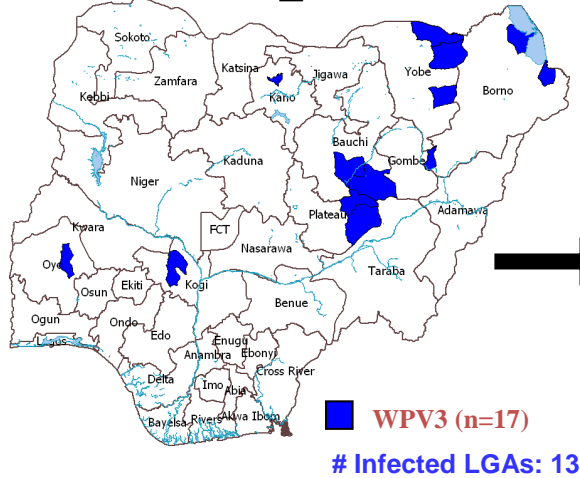 Sokoto
Katsina
Jigawa
Yobe
Borno
Zamfara
Kebbi
Kano
Bauchi
Gombe
Kaduna
Niger
Adamawa
Plateau
FCT
Kwara
Nasarawa
Taraba
Oyo
Kogi
Ekiti
Osun
Benue
Ogun
Ondo
Edo
Lagos
Enugu
Anambra
Ebonyi
Cross River
Delta
Imo
Abia
Bayelsa
Rivers
Akwa Ibom
WPV3 (n=17)
# Infected LGAs: 13